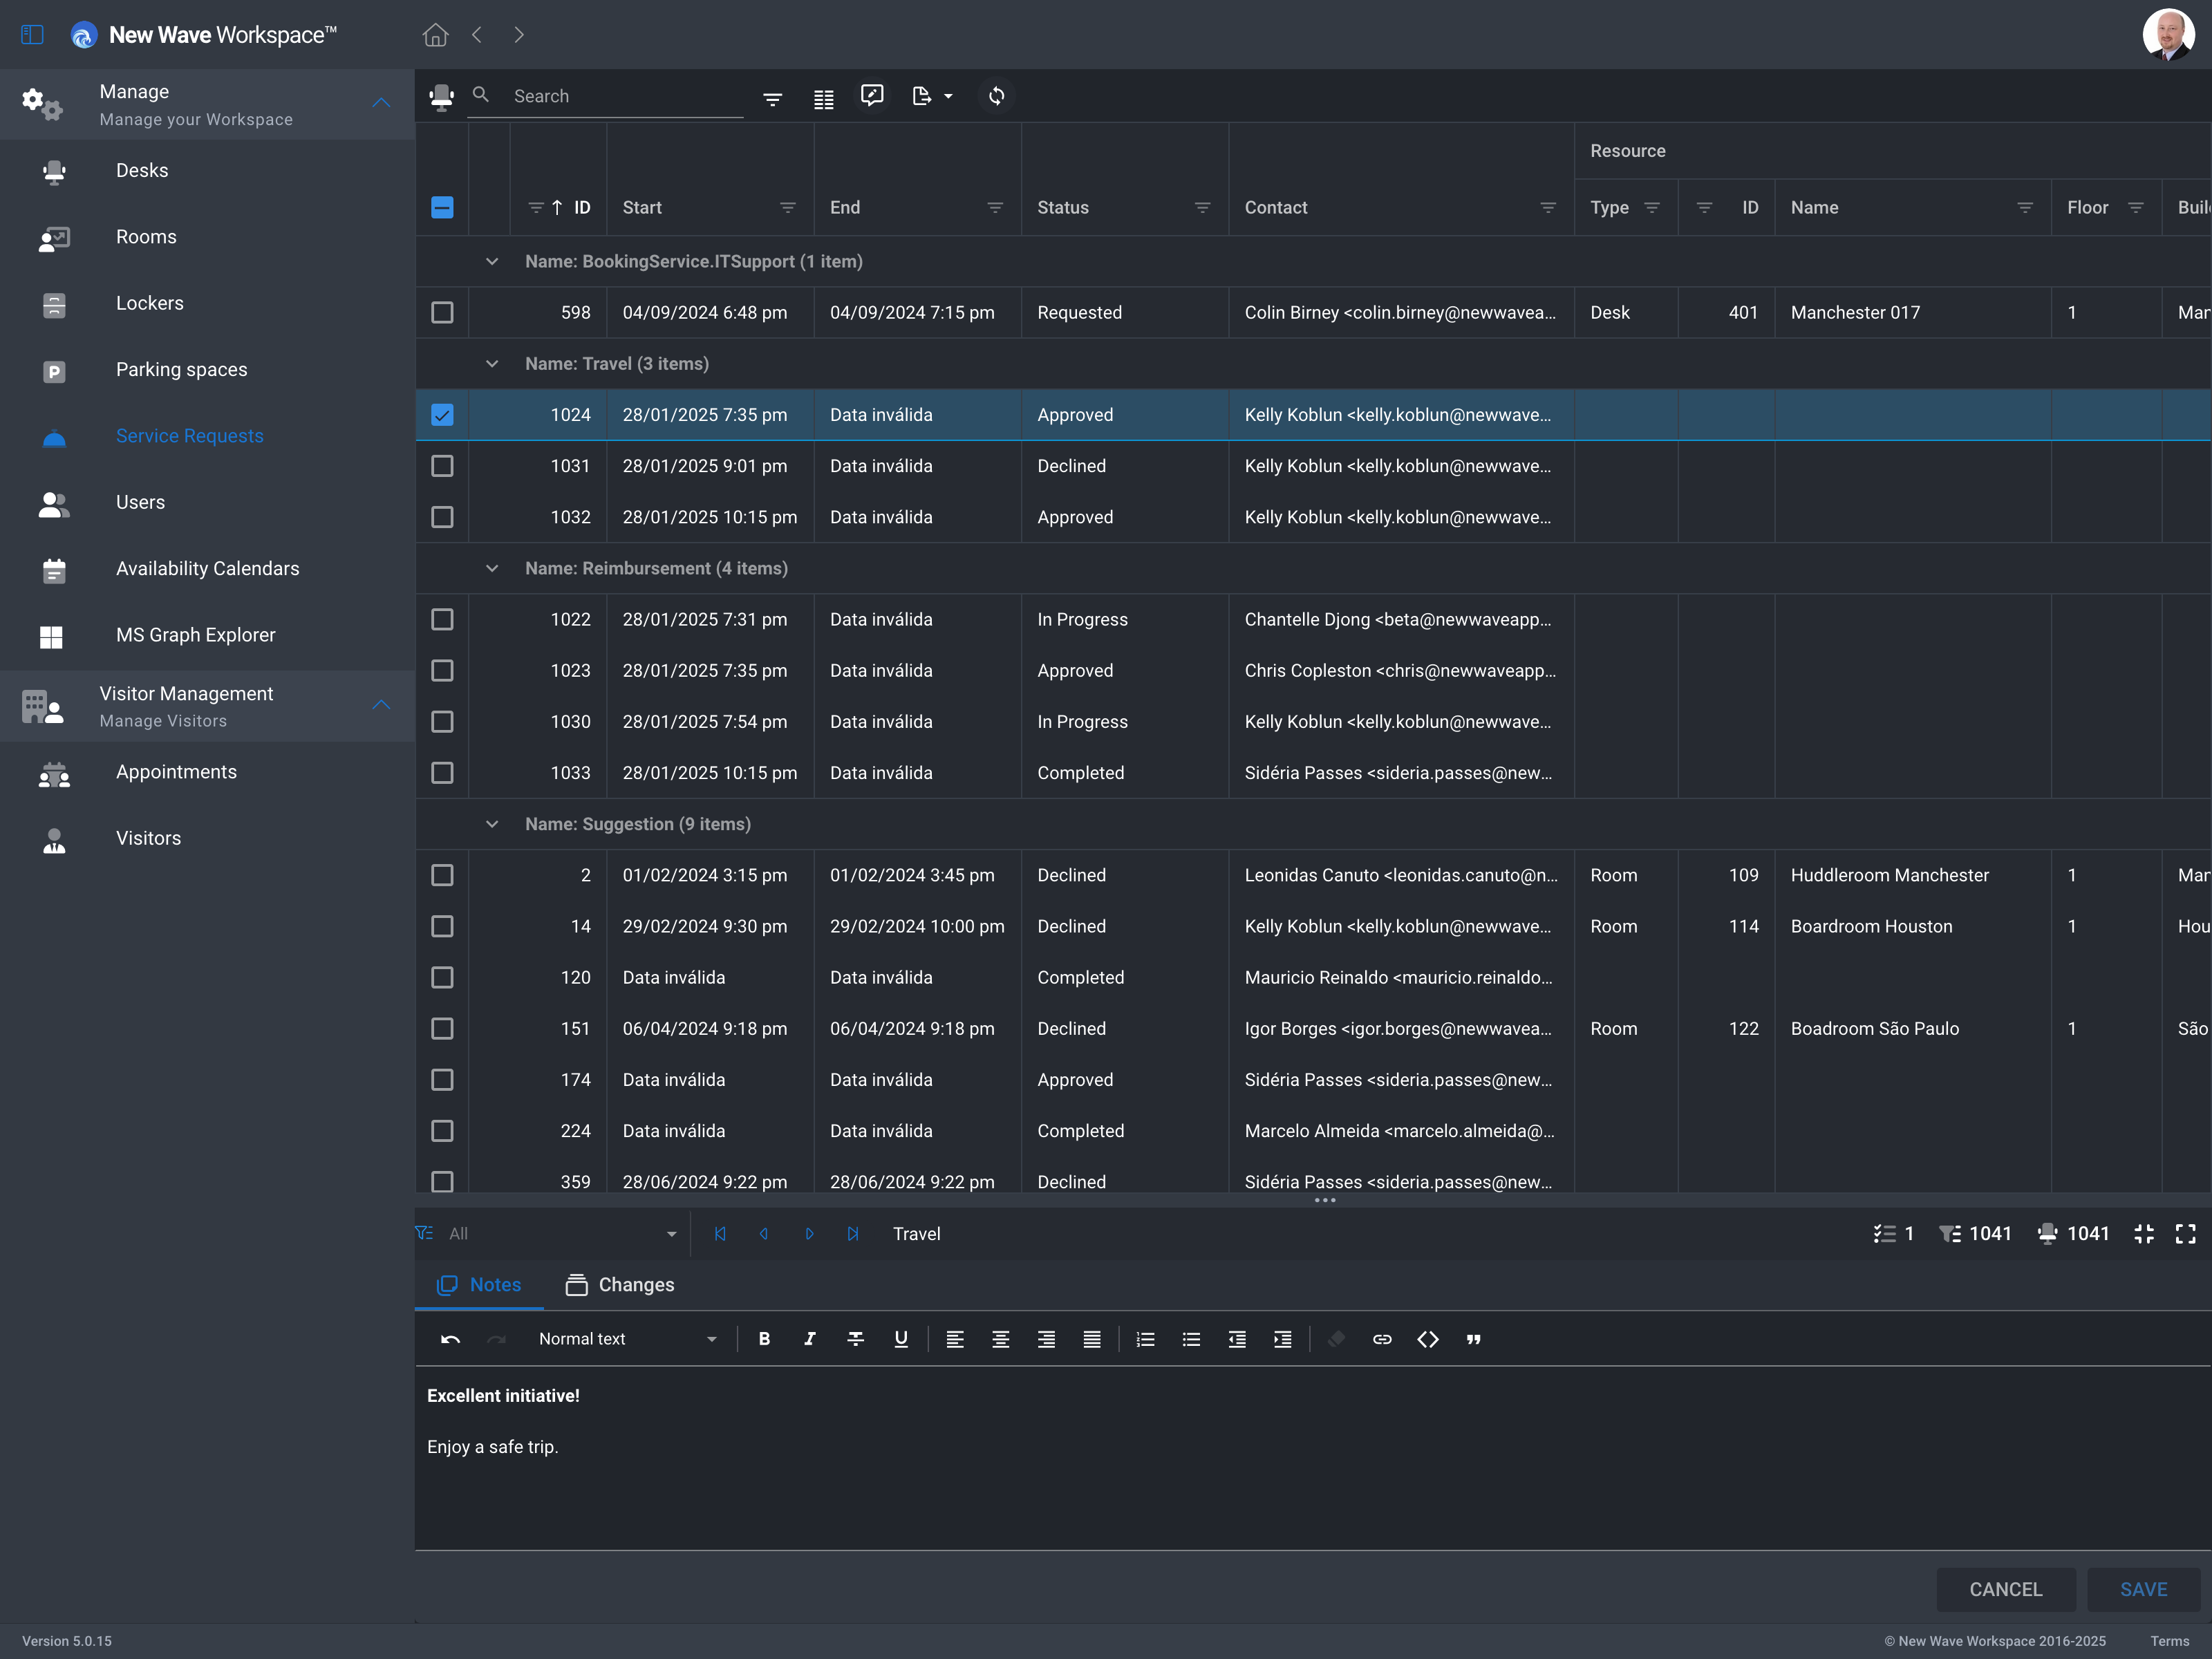 New Wave Workspace™
Manage
Manage your Workspace
Desks
Rooms
Lockers
Parking spaces
Service Requests
Users
Availability Calendars
MS Graph Explorer
Visitor Management
Manage Visitors
Appointments
Visitors
Search
Resource
ID Start End Status Contact Type ID Name Floor Buil
Name: BookingService.ITSupport (1 item)
598 04/09/2024 6:48 pm 04/09/2024 7:15 pm Requested Colin Birney <colin.birney@newwavea... Desk 401 Manchester 017 1 Man
Name: Travel (3 items)
1024 28/01/2025 7:35 pm Data inválida Approved Kelly Koblun <kelly.koblun@newwave...
1031 28/01/2025 9:01 pm Data inválida Declined Kelly Koblun <kelly.koblun@newwave...
1032 28/01/2025 10:15 pm Data inválida Approved Kelly Koblun <kelly.koblun@newwave...
Name: Reimbursement (4 items)
1022 28/01/2025 7:31 pm Data inválida In Progress Chantelle Djong <beta@newwaveapp...
1023 28/01/2025 7:35 pm Data inválida Approved Chris Copleston <chris@newwaveapp...
1030 28/01/2025 7:54 pm Data inválida In Progress Kelly Koblun <kelly.koblun@newwave...
1033 28/01/2025 10:15 pm Data inválida Completed Sidéria Passes <sideria.passes@new...
Name: Suggestion (9 items)
2 01/02/2024 3:15 pm 01/02/2024 3:45 pm Declined Leonidas Canuto <leonidas.canuto@n... Room 109 Huddleroom Manchester 1 Man
14 29/02/2024 9:30 pm 29/02/2024 10:00 pm Declined Kelly Koblun <kelly.koblun@newwave... Room 114 Boardroom Houston 1 Hou
120 Data inválida Data inválida Completed Mauricio Reinaldo <mauricio.reinaldo...
151 06/04/2024 9:18 pm 06/04/2024 9:18 pm Declined Igor Borges <igor.borges@newwavea... Room 122 Boadroom São Paulo 1 São
174 Data inválida Data inválida Approved Sidéria Passes <sideria.passes@new...
224 Data inválida Data inválida Completed Marcelo Almeida <marcelo.almeida@...
359 28/06/2024 9:22 pm 28/06/2024 9:22 pm Declined Sidéria Passes <sideria.passes@new...
All Travel 1 1041 1041
Notes Changes
Normal text
Excellent initiative!
Enjoy a safe trip.
CANCEL SAVE
Version 5.0.15 © New Wave Workspace 2016-2025 Terms